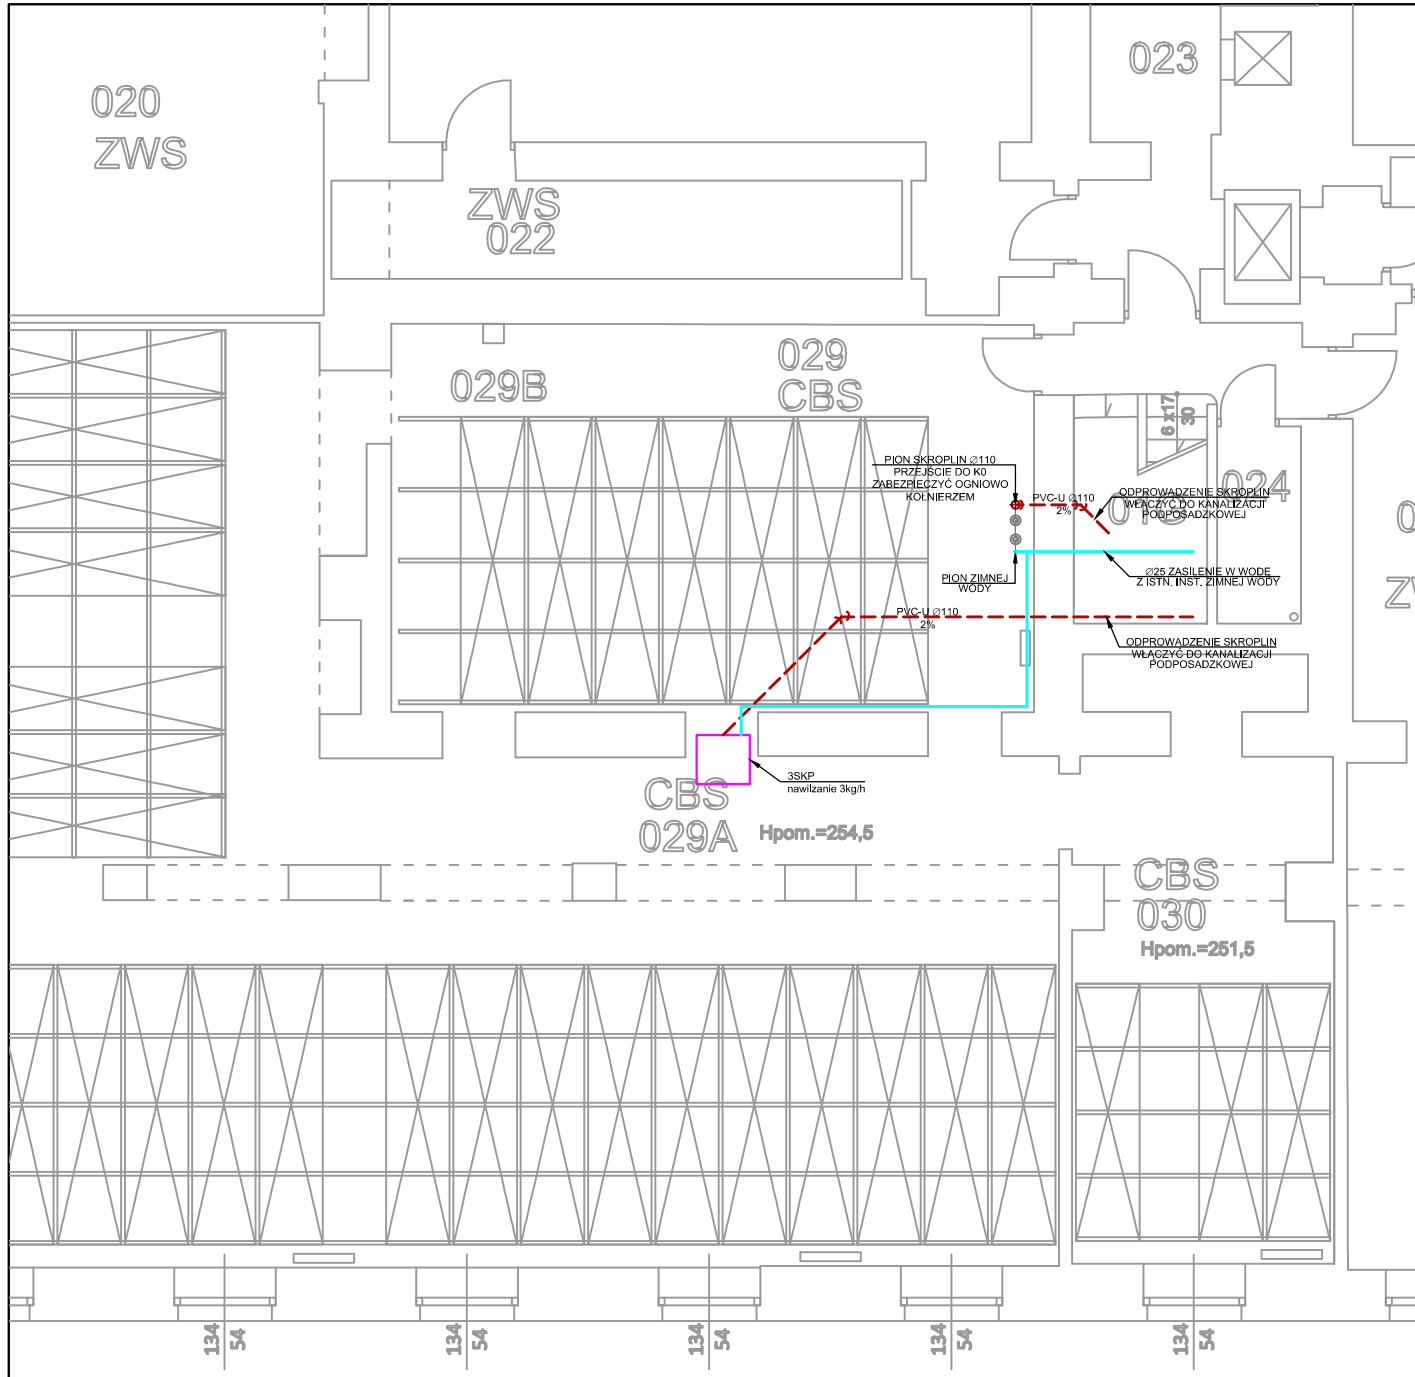 023
020
ZWS
ZWS
022
029
CBS
029B
6 x17
30
024
PION SKROPLIN Ø110
PRZEJŚCIE DO K0
ZABEZPIECZYĆ OGNIOWO
KOŁNIERZEM
PVC-U Ø110
2%
ODPROWADZENIE SKROPLIN
WŁĄCZYĆ DO KANALIZACJI
PODPOSADZKOWEJ
PION ZIMNEJ
WODY
Ø25 ZASILENIE W WODE
Z ISTN. INST. ZIMNEJ WODY
PVC-U Ø110
2%
ODPROWADZENIE SKROPLIN
WŁĄCZYĆ DO KANALIZACJI
PODPOSADZKOWEJ
3SKP
nawilżanie 3kg/h
CBS
029A
Hpom.=254,5
CBS
030
Hpom.=251,5
134
54
134
54
134
54
134
54
134
54